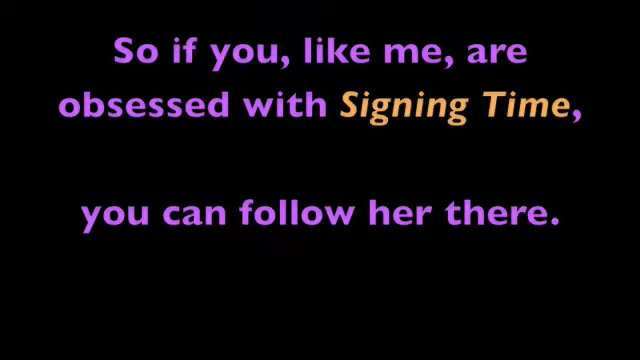 So if you, like me, are
obsessed with Signing Time,
you can follow her there.